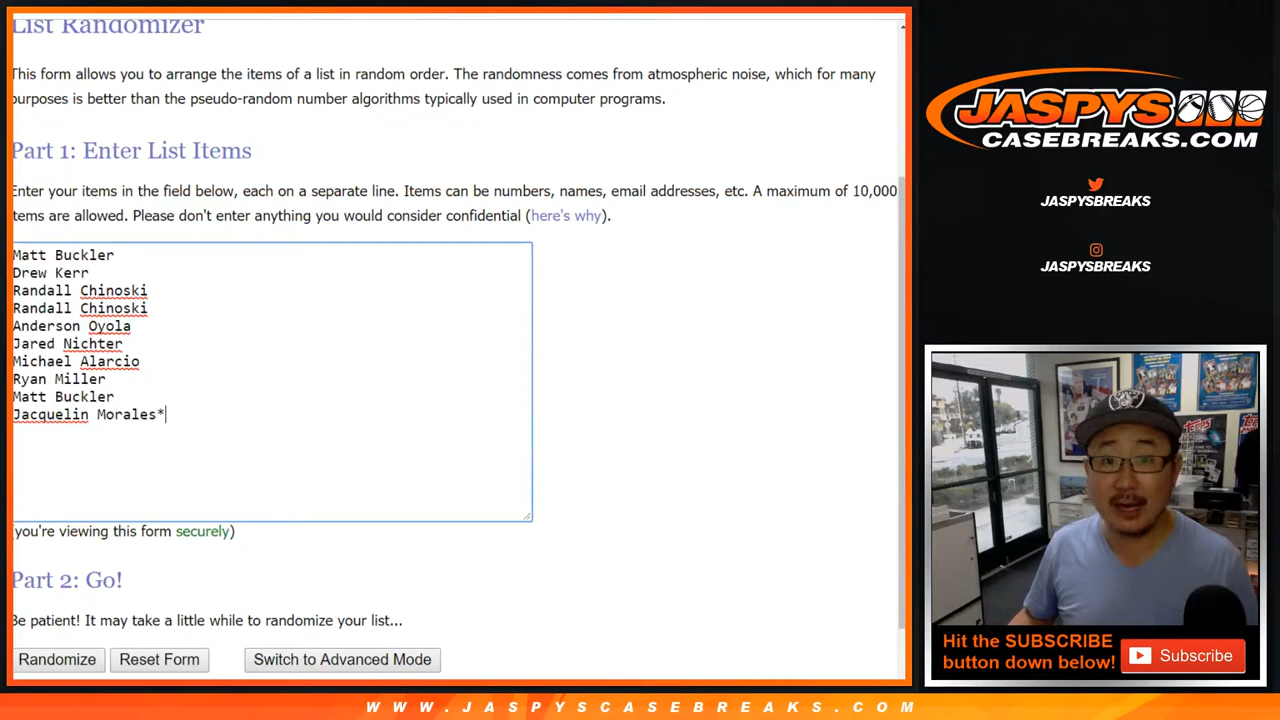 List Randomizer
This form allows you to arrange the items of a list in random order. The randomness comes from atmospheric noise, which for many
purposes is better than the pseudo-random number algorithms typically used in computer programs.
Part 1: Enter List Items
Enter your items in the field below, each on a separate line. Items can be numbers, names, email addresses, etc. A maximum of 10,000
items are allowed. Please don't enter anything you would consider confidential (here's why).
Matt Buckler
Drew Kerr
Randall Chinoski
Randall Chinoski
Anderson Oyola
Jared Nichter
Michael Alarcio
Ryan Miller
Matt Buckler
Jacquelin Morales*
(you're viewing this form securely)
Part 2: Go!
Be patient! It may take a little while to randomize your list...
Randomize
Reset Form
Switch to Advanced Mode
JASPYS
CASEBREAKS.COM
JASPYSBREAKS
JASPYSBREAKS
Hit the SUBSCRIBE
button down below!
Subscribe
WWW.JASPYSCASEBREAKS.COM